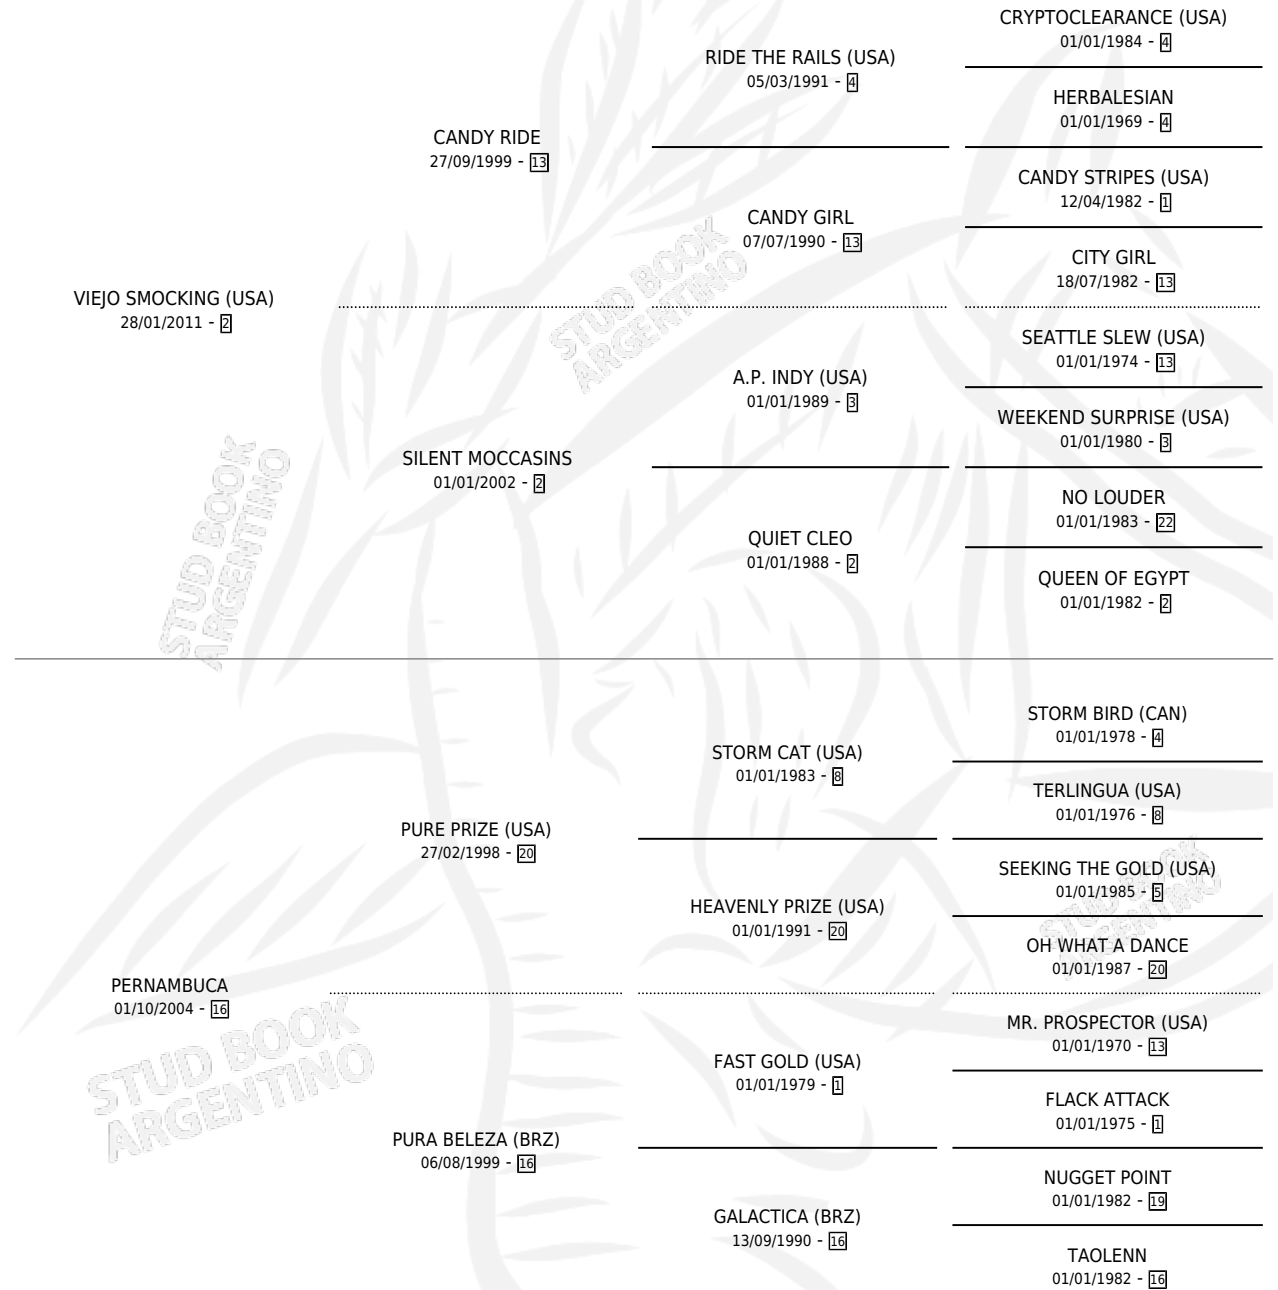 CRYPTOCLEARANCE (USA)
01/01/1984 - 4
RIDE THE RAILS (USA)
05/03/1991 - 4
HERBALESIAN
01/01/1969 - 4
CANDY RIDE
27/09/1999 - 13
CANDY STRIPES (USA)
12/04/1982 - 1
CANDY GIRL
07/07/1990 - 13
CITY GIRL
18/07/1982 - 13
VIEJO SMOCKING (USA)
28/01/2011 - 2
SEATTLE SLEW (USA)
01/01/1974 - 13
A.P. INDY (USA)
01/01/1989 - 3
WEEKEND SURPRISE (USA)
01/01/1980 - 3
SILENT MOCCASINS
01/01/2002 - 2
NO LOUDER
01/01/1983 - 22
QUIET CLEO
01/01/1988 - 2
QUEEN OF EGYPT
01/01/1982 - 2
STORM BIRD (CAN)
01/01/1978 - 4
STORM CAT (USA)
01/01/1983 - 8
TERLINGUA (USA)
01/01/1976 - 8
PURE PRIZE (USA)
27/02/1998 - 20
SEEKING THE GOLD (USA)
01/01/1985 - 5
HEAVENLY PRIZE (USA)
01/01/1991 - 20
OH WHAT A DANCE
01/01/1987 - 20
PERNAMBUCA
01/10/2004 - 16
MR. PROSPECTOR (USA)
01/01/1970 - 13
FAST GOLD (USA)
01/01/1979 - 1
FLACK ATTACK
01/01/1975 - 1
PURA BELEZA (BRZ)
06/08/1999 - 16
NUGGET POINT
01/01/1982 - 19
GALACTICA (BRZ)
13/09/1990 - 16
TAOLENN
01/01/1982 - 16
STUD BOOK
ARGENTINO
STUD BOOK
ARGENTINO
STUD BOOK
ARGENTINO
STUD BOOK
ARGENTINO